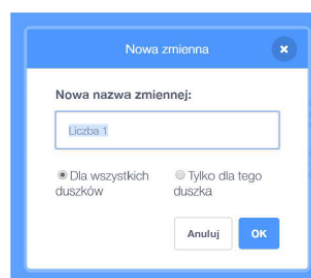 Nowa zmienna
Nowa nazwa zmiennej:
Liczba 1
Dla wszystkich duszków
Tylko dla tego duszka
Anuluj
OK